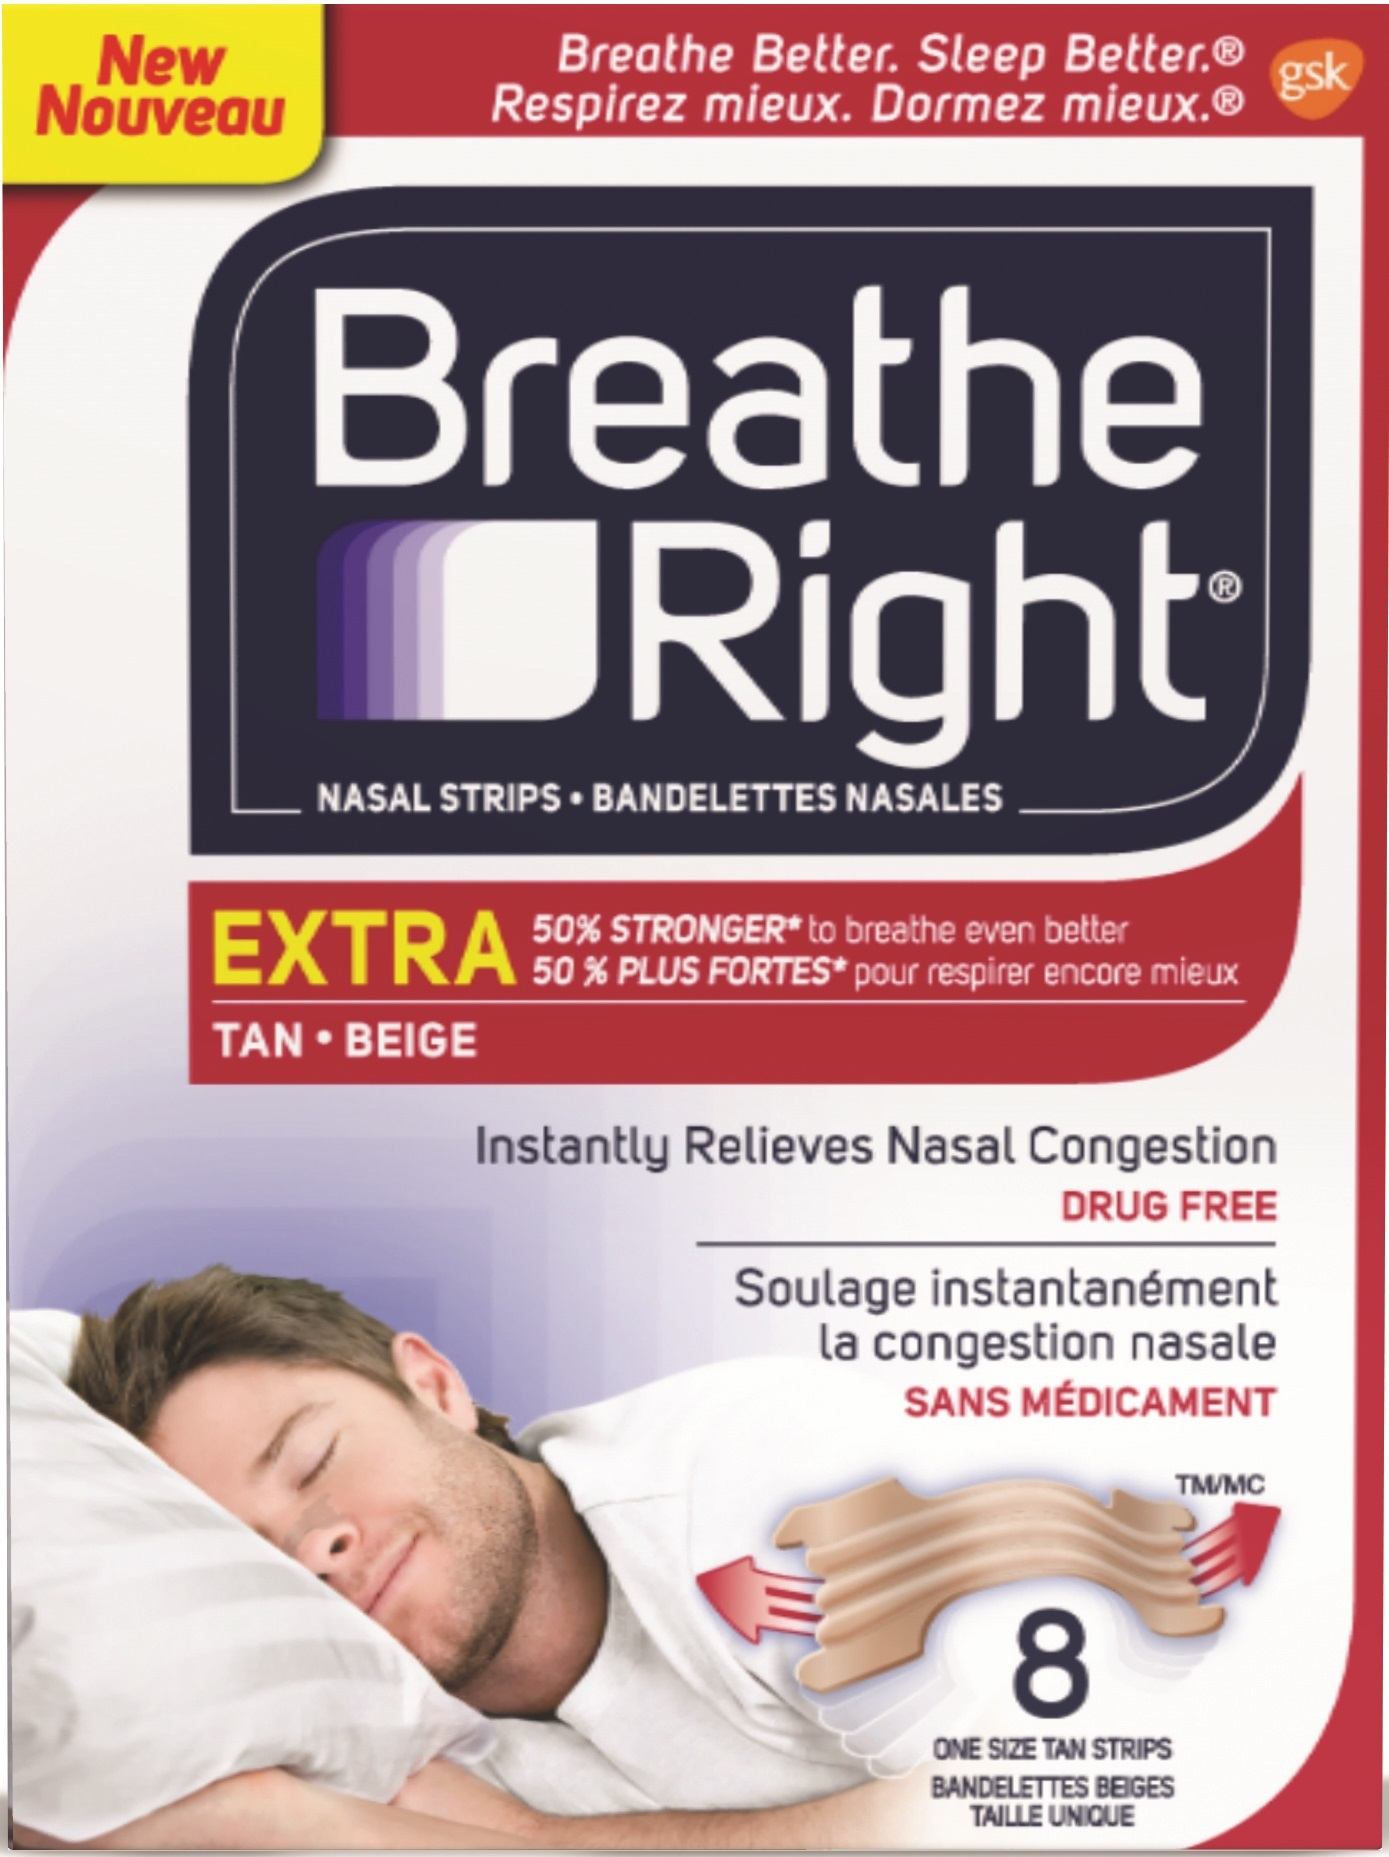 New
Nouveau
Breathe Better. Sleep Better.®
Respirez mieux. Dormez mieux.®
gsk
Breathe
Right®
NASAL STRIPS • BANDELETTES NASALES
EXTRA
50% STRONGER* to breathe even better
50 % PLUS FORTES* pour respirer encore mieux
TAN • BEIGE
Instantly Relieves Nasal Congestion
DRUG FREE
Soulage instantanément
la congestion nasale
SANS MÉDICAMENT
TM/MC
8
ONE SIZE TAN STRIPS
BANDELETTES BEIGES
TAILLE UNIQUE